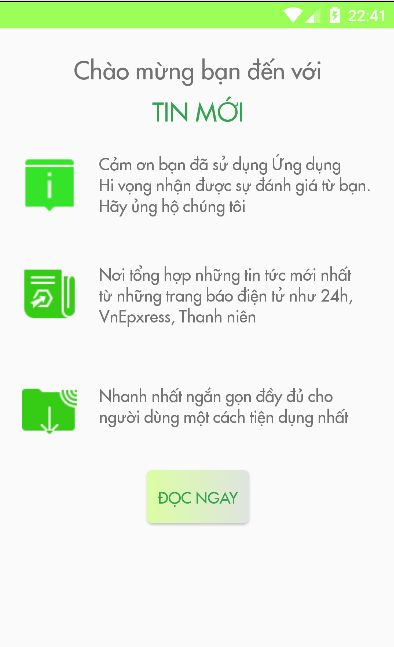 22:41
Chào mừng bạn đến với
TIN MỚI
Cảm ơn bạn đã sử dụng Ứng dụng
Hi vọng nhận được sự đánh giá từ bạn.
Hãy ủng hộ chúng tôi
Nơi tổng hợp những tin tức mới nhất
từ những trang báo điện tử như 24h,
VnEpxress, Thanh niên
Nhanh nhất ngắn gọn đầy đủ cho
người dùng một cách tiện dụng nhất
ĐỌC NGAY